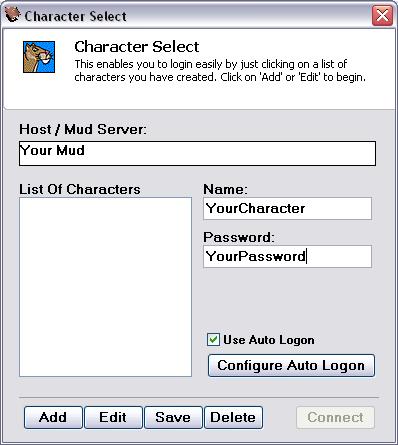 Character Select
Character Select
This enables you to login easily by just clicking on a list of
characters you have created. Click on 'Add' or 'Edit' to begin.
Host / Mud Server:
Your Mud
List Of Characters
Name:
YourCharacter
Password:
YourPassword
Use Auto Logon
Configure Auto Logon
Add Edit Save Delete Connect